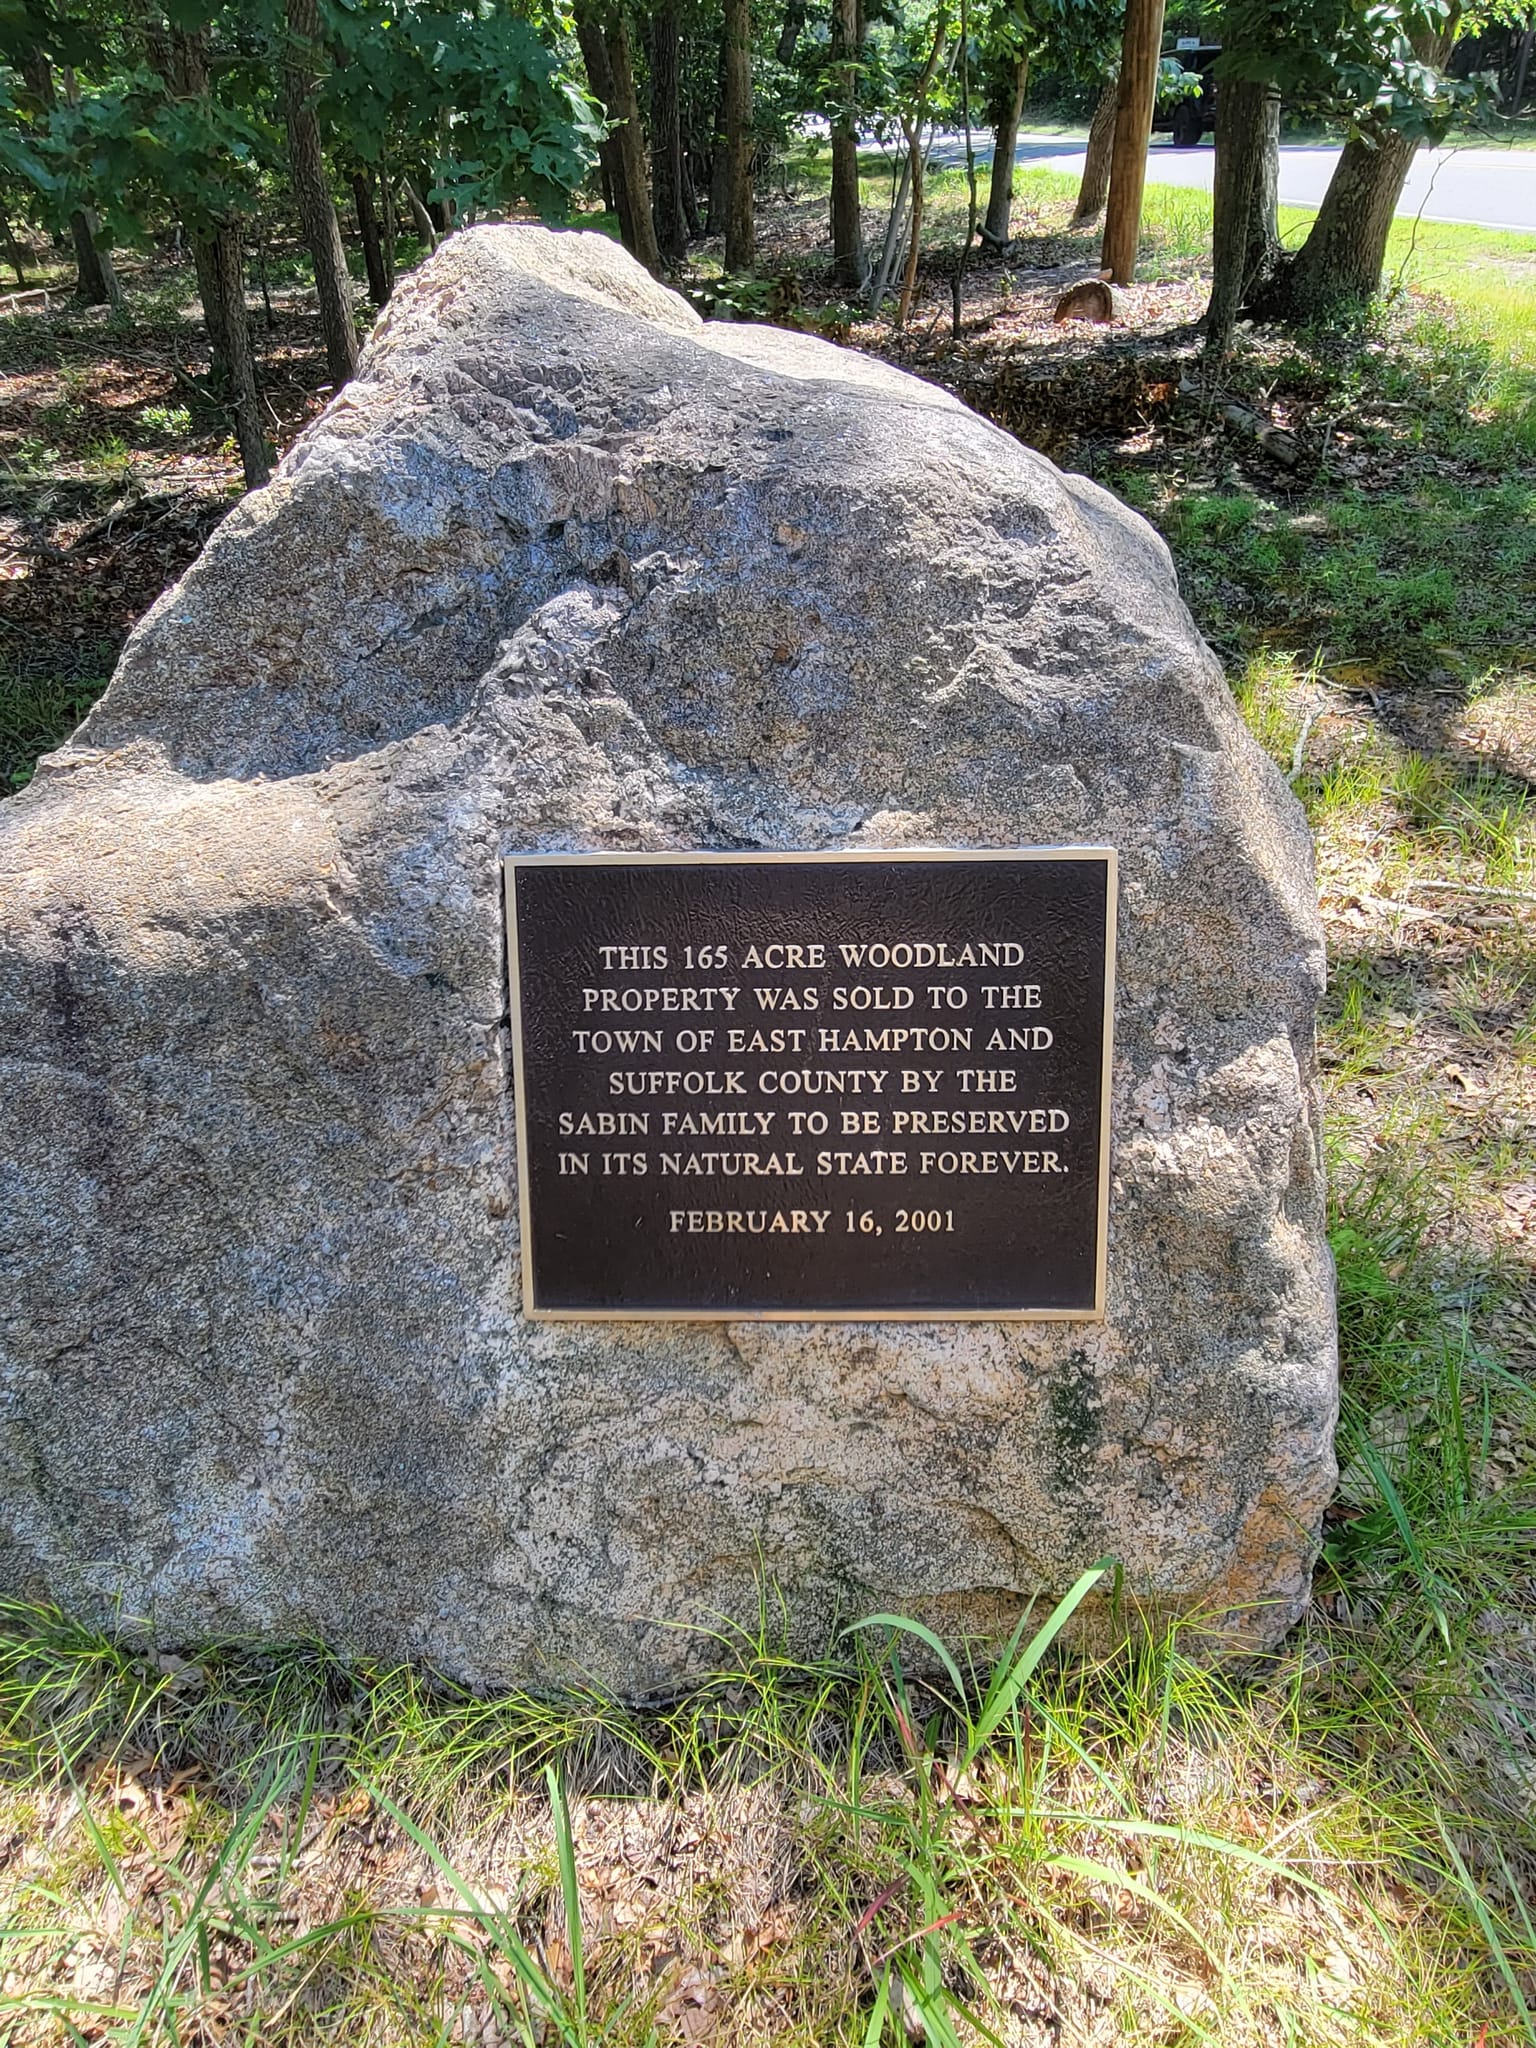 THIS 165 ACRE WOODLAND
PROPERTY WAS SOLD TO THE
TOWN OF EAST HAMPTON AND
SUFFOLK COUNTY BY THE
SABIN FAMILY TO BE PRESERVED
IN ITS NATURAL STATE FOREVER.
FEBRUARY 16, 2001